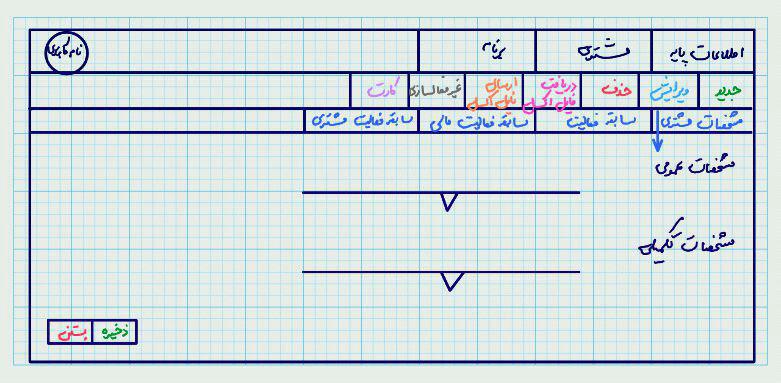 اطلاعات پایه مشتری برنامه نام کاربری
جدید ویرایش حذف دریافت فایل اکسل ارسال فایل اکسل غیرفعالسازی کارت
مشخصات مشتری سابقه فعالیت سابقه فعالیت مالی سابقه فعالیت مشتری
مشخصات عمومی
مشخصات تکمیلی
ذخیره بستن